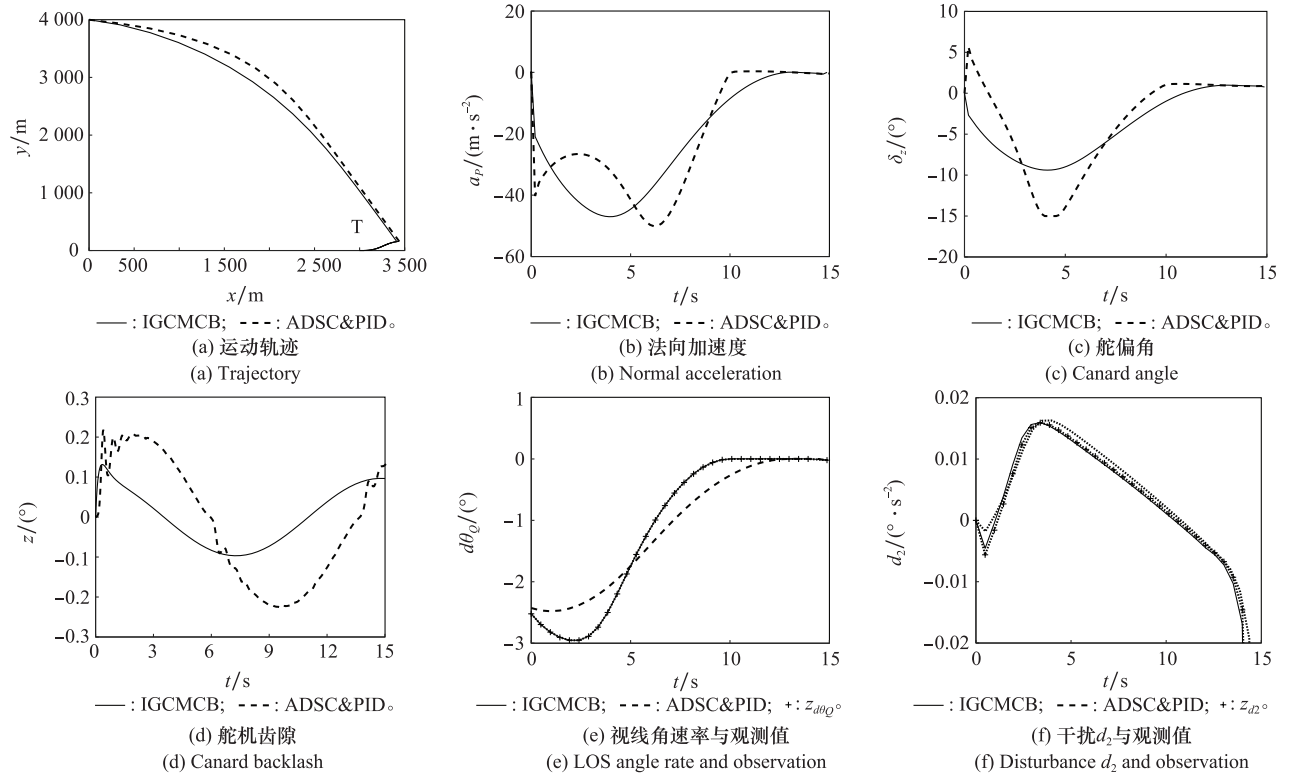 4 000
3 000
2 000
1 000
0
y/m
T
0 500 1 500 2 500 3 500
x/m
—— : IGCMCB; - - - : ADSC&PID。
(a) 运动轨迹
(a) Trajectory
20
0
−20
−40
−60
a_P/(m·s⁻²)
0 5 10 15
t/s
—— : IGCMCB; - - - : ADSC&PID。
(b) 法向加速度
(b) Normal acceleration
10
5
0
−5
−10
−15
−20
δ_z/(°)
0 5 10 15
t/s
—— : IGCMCB; - - - : ADSC&PID。
(c) 舵偏角
(c) Canard angle
0.3
0.2
0.1
0
−0.1
−0.2
−0.3
z/(°)
0 3 6 9 12 15
t/s
—— : IGCMCB; - - - : ADSC&PID。
(d) 舵机齿隙
(d) Canard backlash
1
0
−1
−2
−3
dθ_Q/(°)
0 5 10 15
t/s
—— : IGCMCB; - - - : ADSC&PID; +: z_{dθQ}。
(e) 视线角速率与观测值
(e) LOS angle rate and observation
0.02
0.01
0
−0.01
−0.02
d₂/(°·s⁻²)
5 10 15
t/s
—— : IGCMCB; - - - : ADSC&PID; +: z_{d2}。
(f) 干扰d₂与观测值
(f) Disturbance d₂ and observation